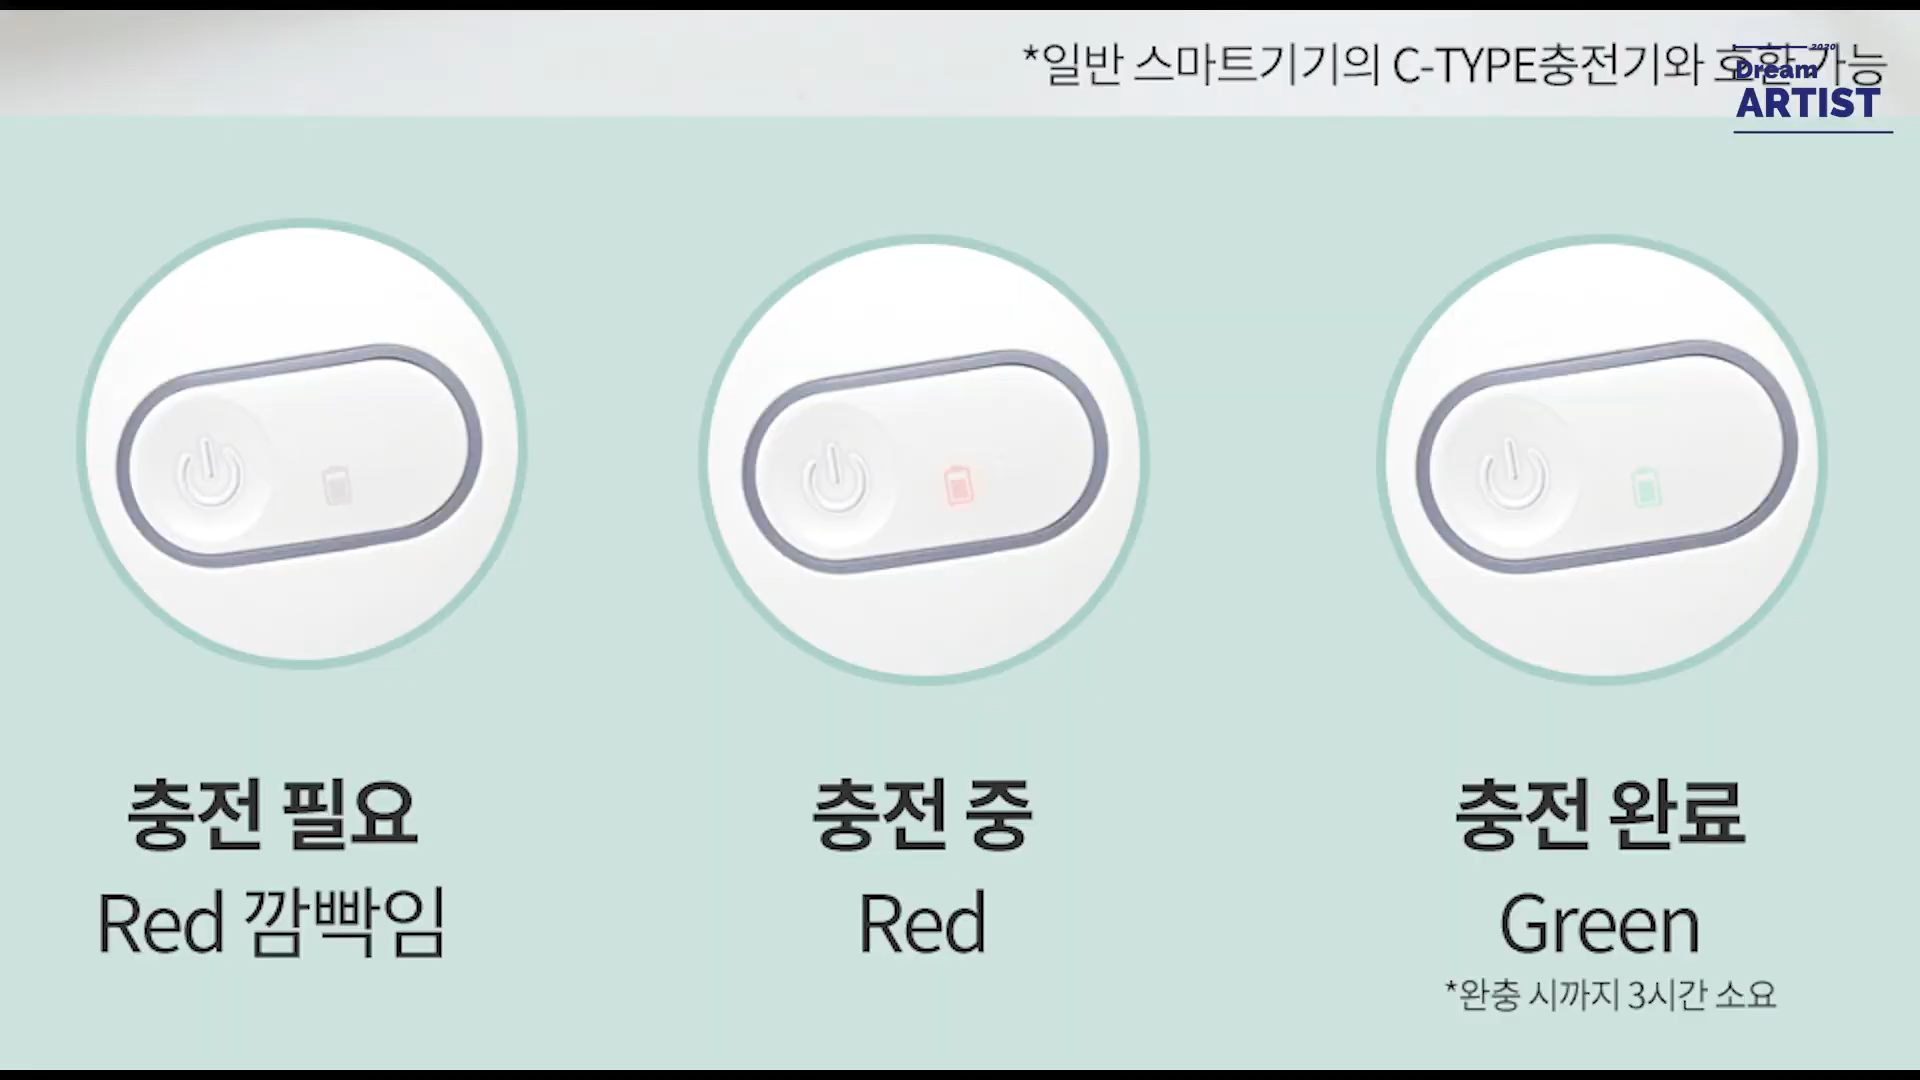 *일반 스마트기기의 C-TYPE충전기와 호환 가능
2020
Dream
ARTIST
충전 필요
Red 깜빡임
충전 중
Red
충전 완료
Green
*완충 시까지 3시간 소요